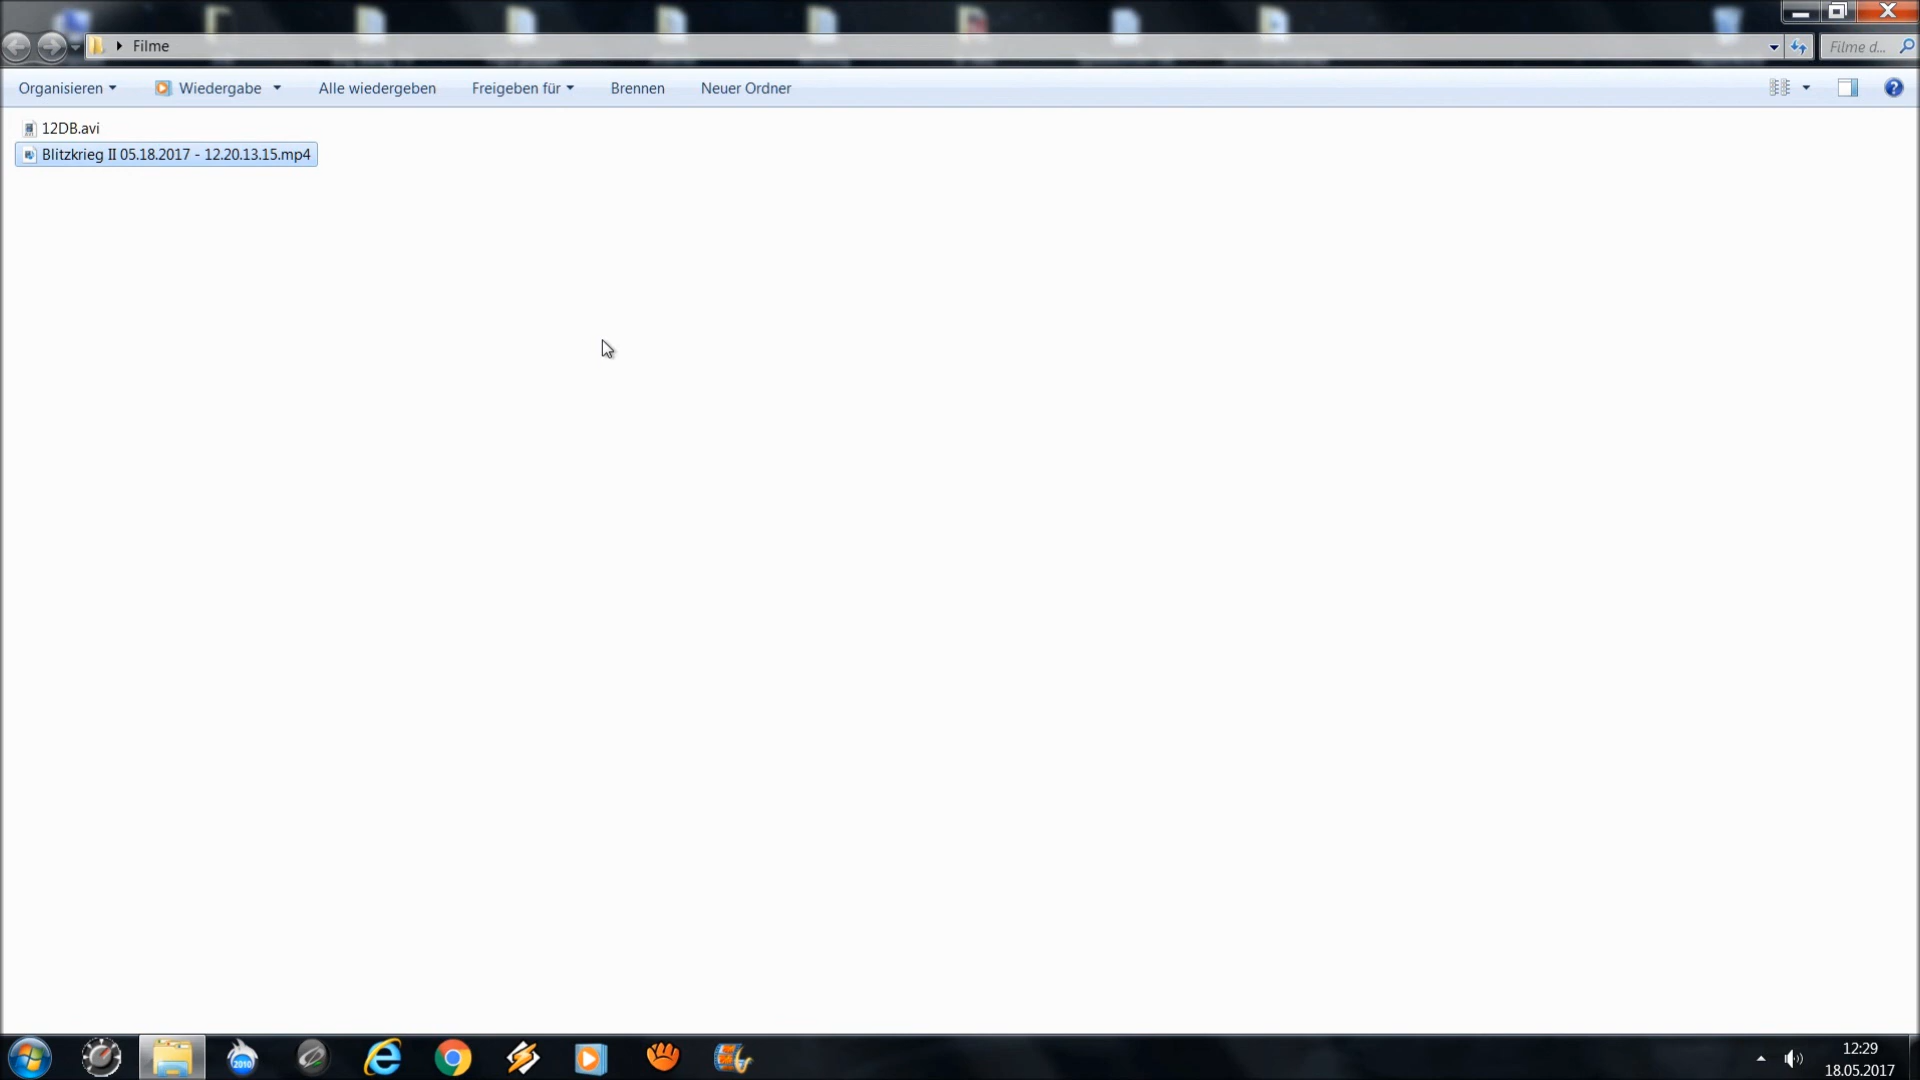 Filme
Filme d...
Organisieren
Wiedergabe
Alle wiedergeben
Freigeben für
Brennen
Neuer Ordner
12DB.avi
Blitzkrieg II 05.18.2017 - 12.20.13.15.mp4
2010
12:29
18.05.2017